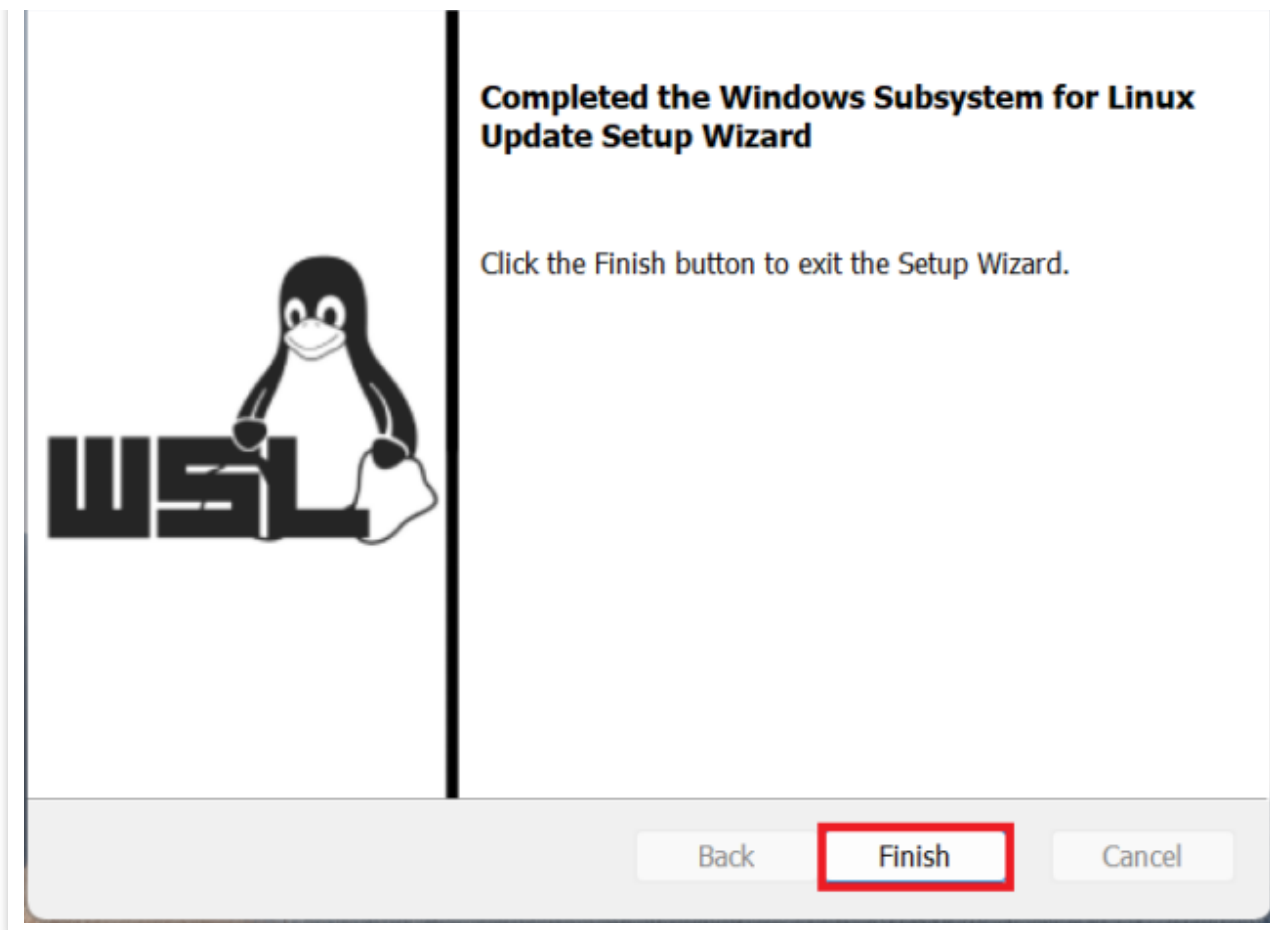 Completed the Windows Subsystem for Linux
Update Setup Wizard
Click the Finish button to exit the Setup Wizard.
WSL
Back Finish Cancel